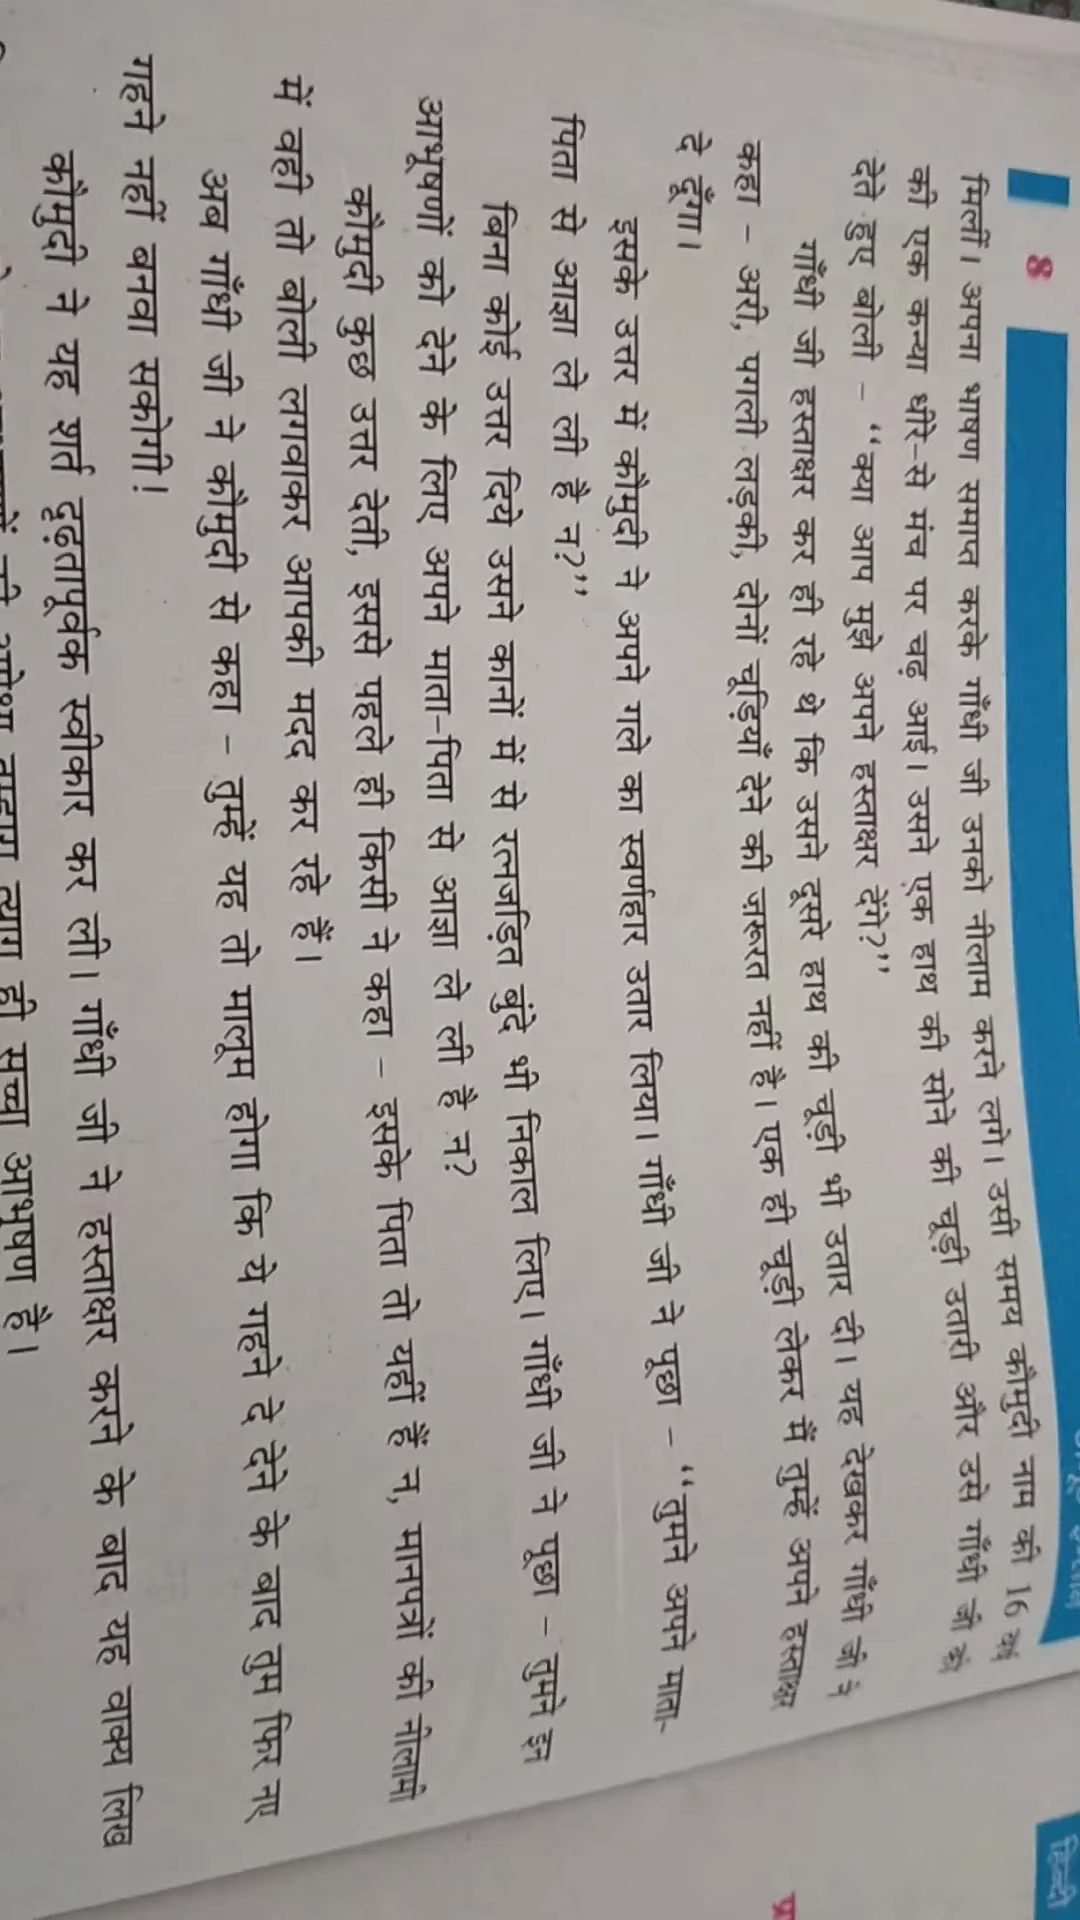 8
मिलीं। अपना भाषण समाप्त करके गाँधी जी उनको नीलाम करने लगे। उसी समय कौमुदी नाम की 16 वर्ष
की एक कन्या धीरे-से मंच पर चढ़ आई। उसने एक हाथ की सोने की चूड़ी उतारी और उसे गाँधी जी को
देते हुए बोली – ‘‘क्या आप मुझे अपने हस्ताक्षर देंगे?’’
गाँधी जी हस्ताक्षर कर ही रहे थे कि उसने दूसरे हाथ की चूड़ी भी उतार दी। यह देखकर गाँधी जी ने
कहा – अरी, पगली लड़की, दोनों चूड़ियाँ देने की ज़रूरत नहीं है। एक ही चूड़ी लेकर मैं तुम्हें अपने हस्ताक्षर
दे दूँगा।
इसके उत्तर में कौमुदी ने अपने गले का स्वर्णहार उतार लिया। गाँधी जी ने पूछा – ‘‘तुमने अपने माता-
पिता से आज्ञा ले ली है न?’’
बिना कोई उत्तर दिये उसने कानों में से रत्नजड़ित बुंदे भी निकाल लिए। गाँधी जी ने पूछा – तुमने इन
आभूषणों को देने के लिए अपने माता-पिता से आज्ञा ले ली है न?
कौमुदी कुछ उत्तर देती, इससे पहले ही किसी ने कहा – इसके पिता तो यहीं हैं न, मानपत्रों की नीलामी
में वही तो बोली लगवाकर आपकी मदद कर रहे हैं।
अब गाँधी जी ने कौमुदी से कहा – तुम्हें यह तो मालूम होगा कि ये गहने दे देने के बाद तुम फिर नए
गहने नहीं बनवा सकोगी!
कौमुदी ने यह शर्त दृढ़तापूर्वक स्वीकार कर ली। गाँधी जी ने हस्ताक्षर करने के बाद यह वाक्य लिख
तुम्हारा त्याग ही सच्चा आभूषण है।
हिन्दी